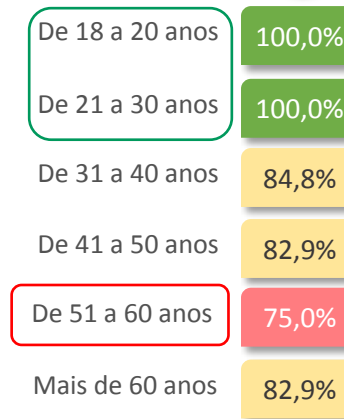 De 18 a 20 anos 100,0%
De 21 a 30 anos 100,0%
De 31 a 40 anos 84,8%
De 41 a 50 anos 82,9%
De 51 a 60 anos 75,0%
Mais de 60 anos 82,9%